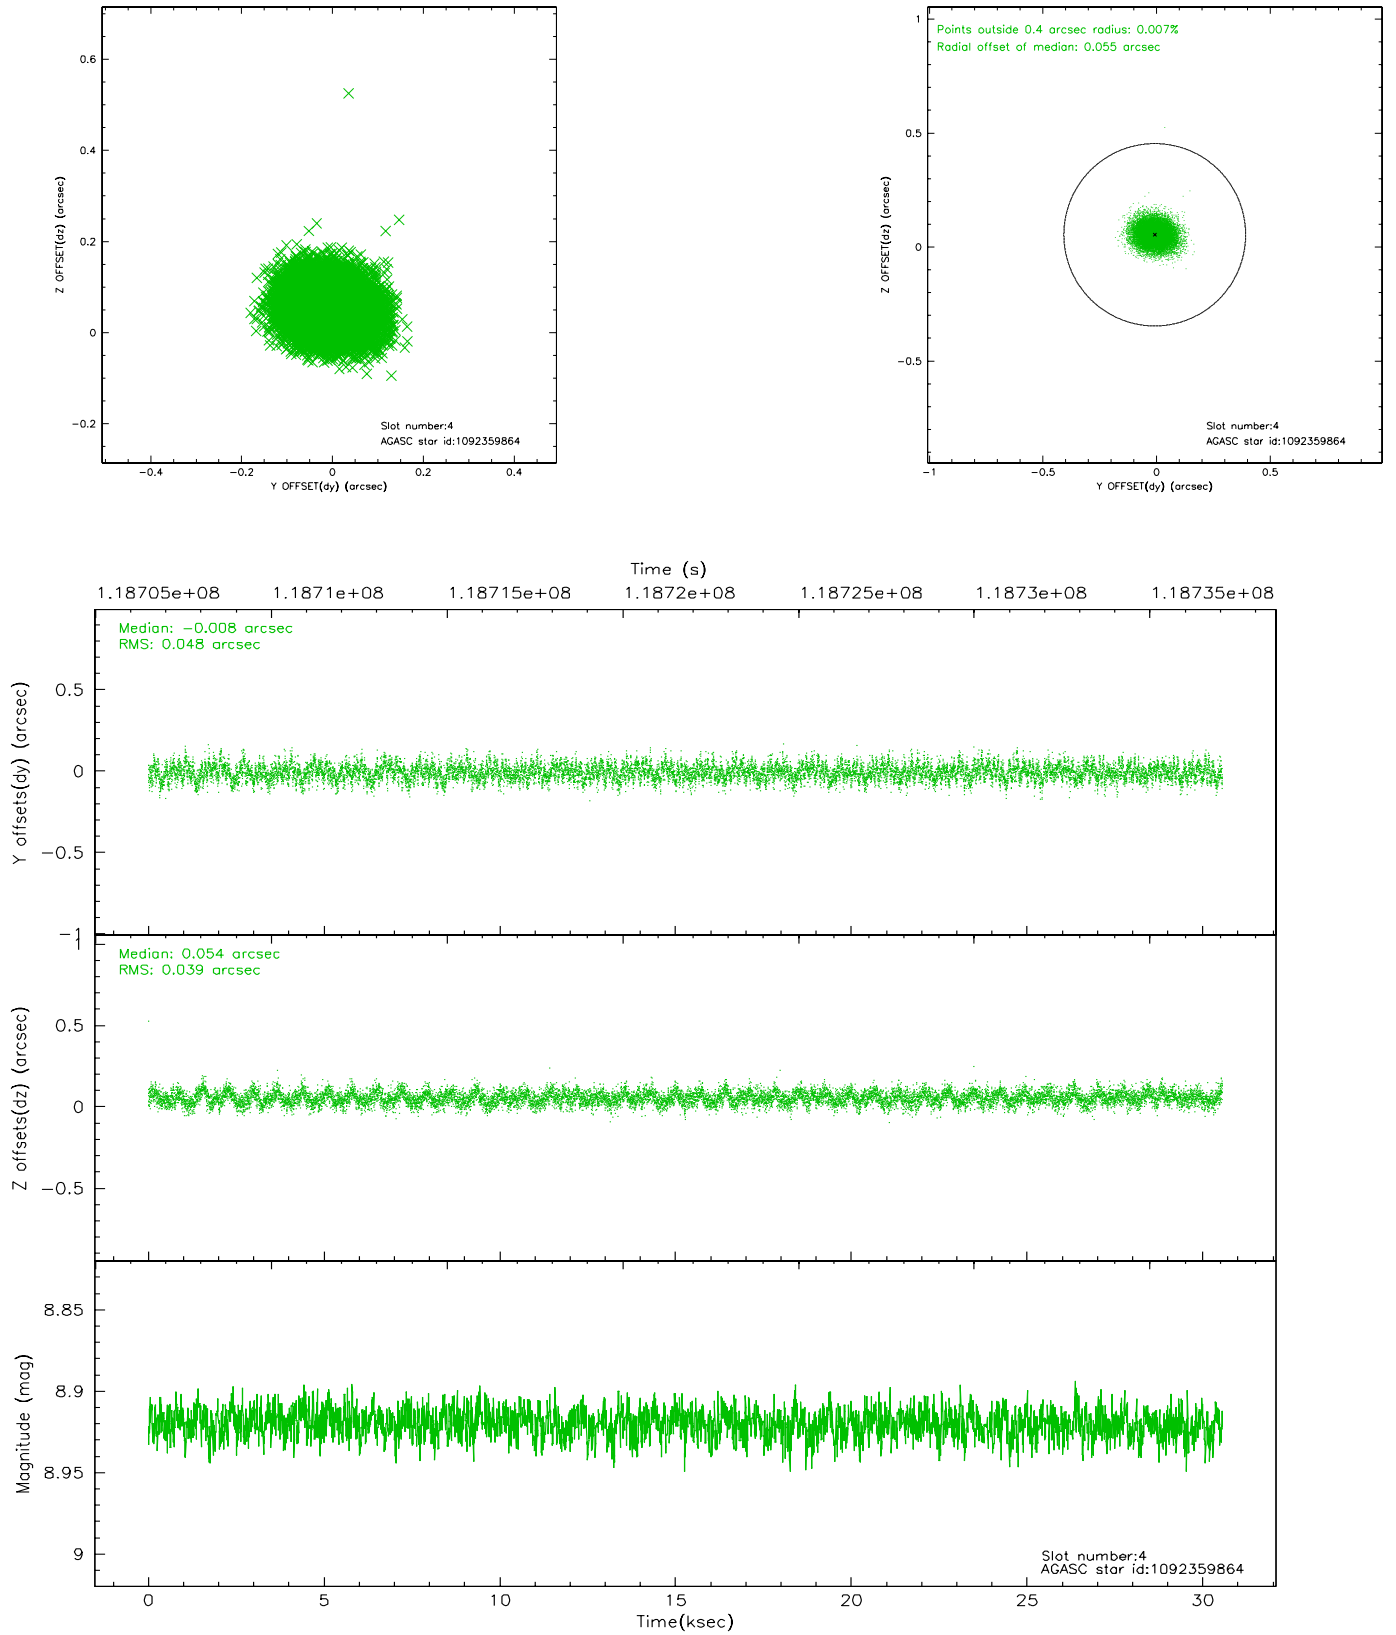 0.6
0.4
0.2
0
−0.2
Z OFFSET(dz) (arcsec)
−0.4 −0.2 0 0.2 0.4
Y OFFSET(dy) (arcsec)
Slot number:4
AGASC star id:1092359864
Points outside 0.4 arcsec radius: 0.007%
Radial offset of median: 0.055 arcsec
1
0.5
0
−0.5
Z OFFSET(dz) (arcsec)
−1 −0.5 0 0.5
Y OFFSET(dy) (arcsec)
Slot number:4
AGASC star id:1092359864
Time (s)
1.18705e+08 1.1871e+08 1.18715e+08 1.1872e+08 1.18725e+08 1.1873e+08 1.18735e+08
Median: −0.008 arcsec
RMS: 0.048 arcsec
0.5
0
−0.5
−1
Y offsets(dy) (arcsec)
Median: 0.054 arcsec
RMS: 0.039 arcsec
1
0.5
0
−0.5
Z offsets(dz) (arcsec)
8.85
8.9
8.95
9
Magnitude (mag)
Slot number:4
AGASC star id:1092359864
0 5 10 15 20 25 30
Time(ksec)